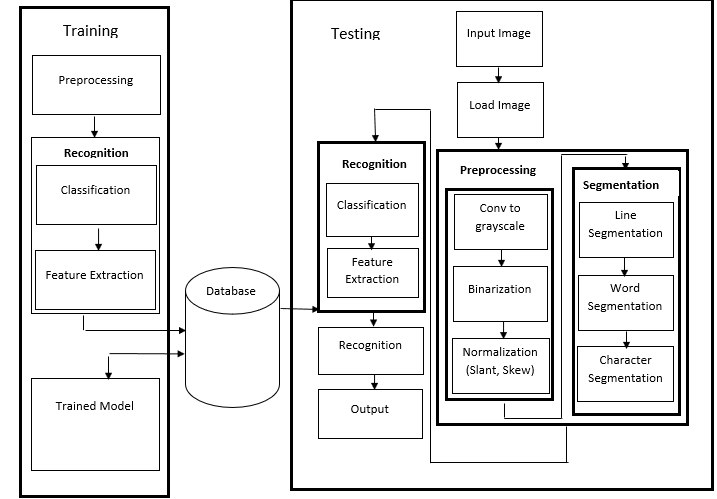 Training
Preprocessing
Recognition
Classification
Feature Extraction
Trained Model
Database
Testing
Input Image
Load Image
Recognition
Classification
Feature
Extraction
Recognition
Output
Preprocessing
Conv to
grayscale
Binarization
Normalization
(Slant, Skew)
Segmentation
Line
Segmentation
Word
Segmentation
Character
Segmentation